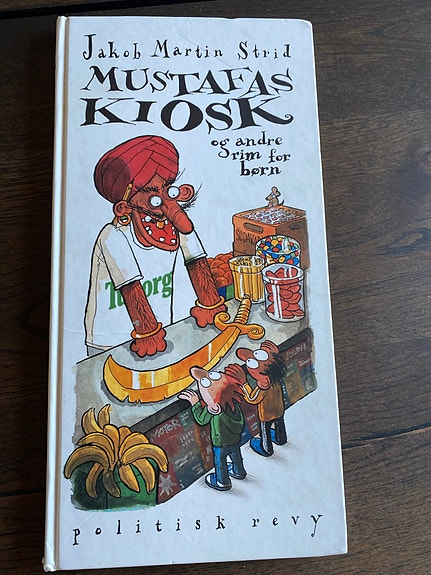 Jakob Martin Strid
MUSTAFAS
KIOSK
og andre
rim for
børn
Tuborg
politisk revy